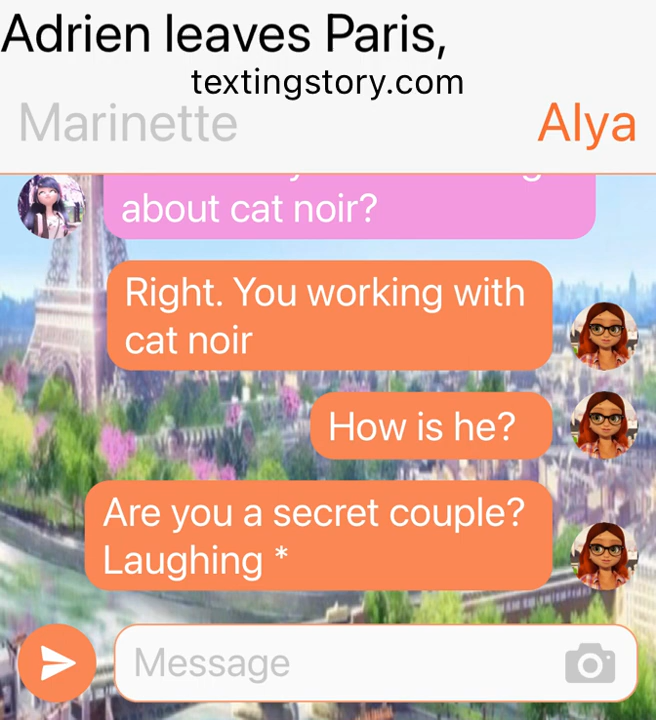 Adrien leaves Paris,
textingstory.com
Marinette
Alya
about cat noir?
Right. You working with
cat noir
How is he?
Are you a secret couple?
Laughing *
Message